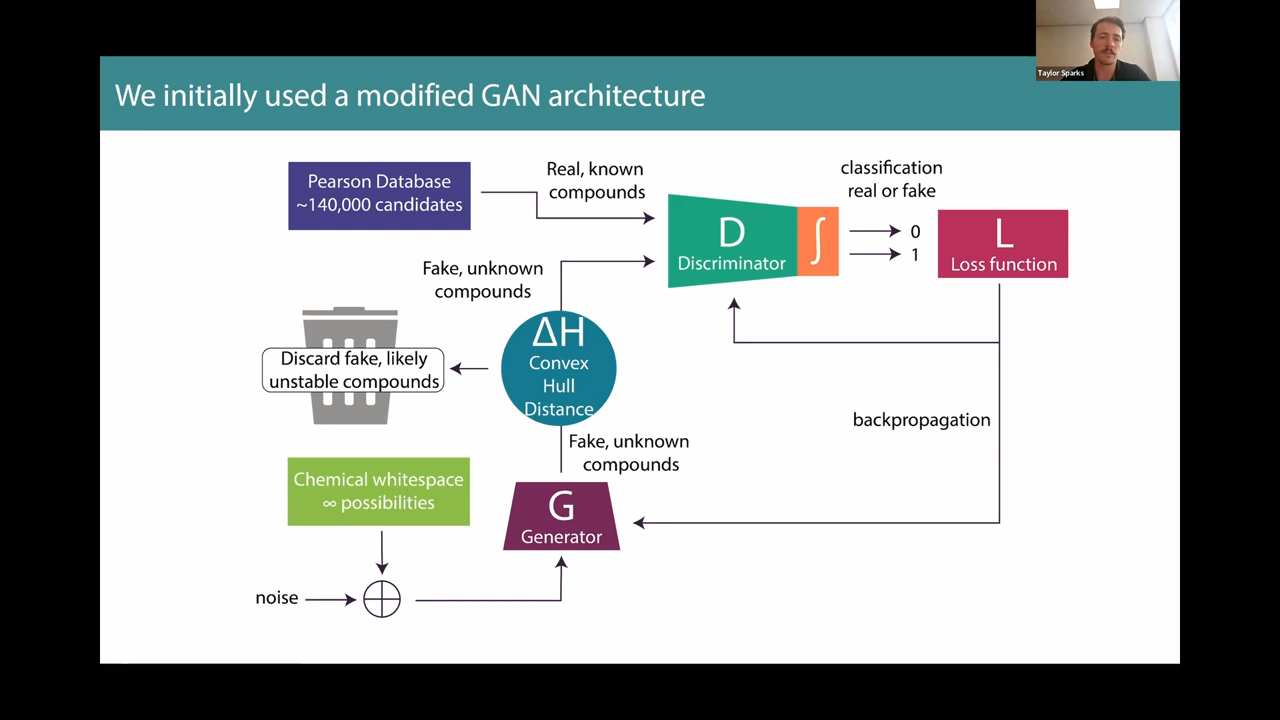 Taylor Sparks
We initially used a modified GAN architecture
Pearson Database
~140,000 candidates
Real, known
compounds
D
Discriminator
∫
classification
real or fake
0
1
L
Loss function
Fake, unknown
compounds
ΔH
Convex
Hull
Distance
Discard fake, likely
unstable compounds
backpropagation
Fake, unknown
compounds
Chemical whitespace
∞ possibilities
G
Generator
noise